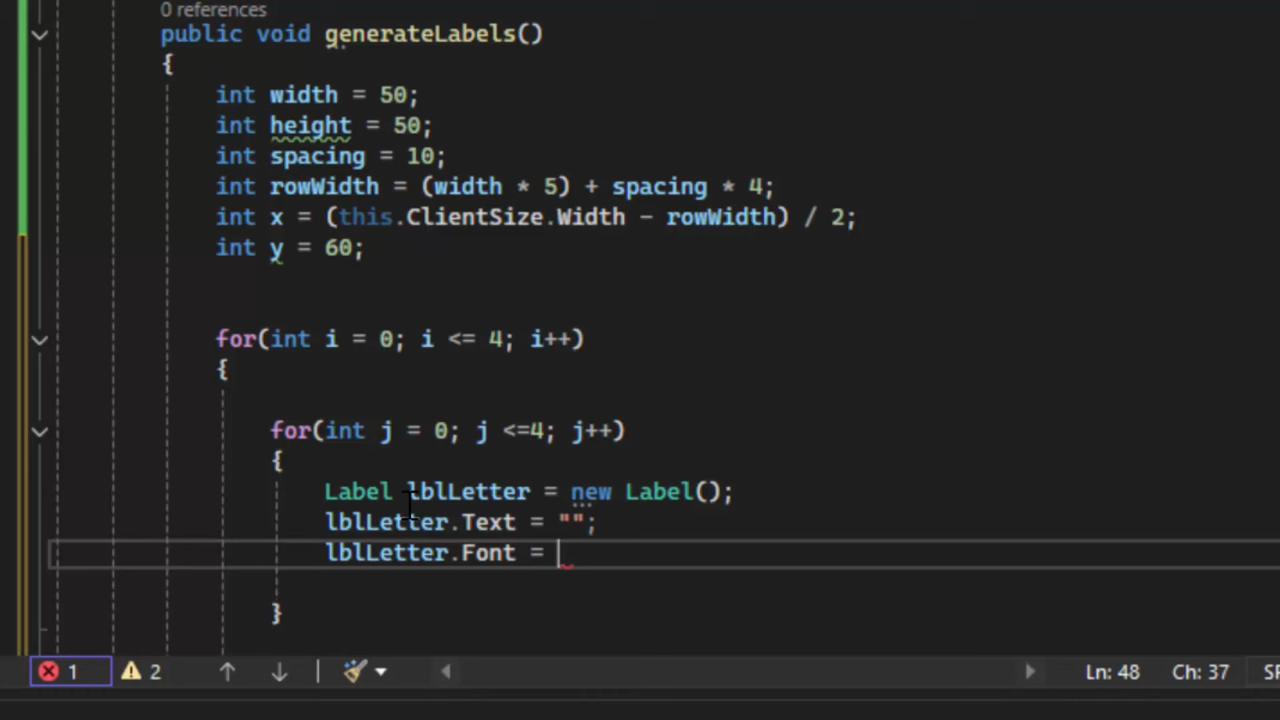 0 references
public void generateLabels()
{
int width = 50;
int height = 50;
int spacing = 10;
int rowWidth = (width * 5) + spacing * 4;
int x = (this.ClientSize.Width - rowWidth) / 2;
int y = 60;
for(int i = 0; i <= 4; i++)
{
for(int j = 0; j <=4; j++)
{
Label lblLetter = new Label();
lblLetter.Text = "";
lblLetter.Font =
}
1 2 Ln: 48 Ch: 37 SP